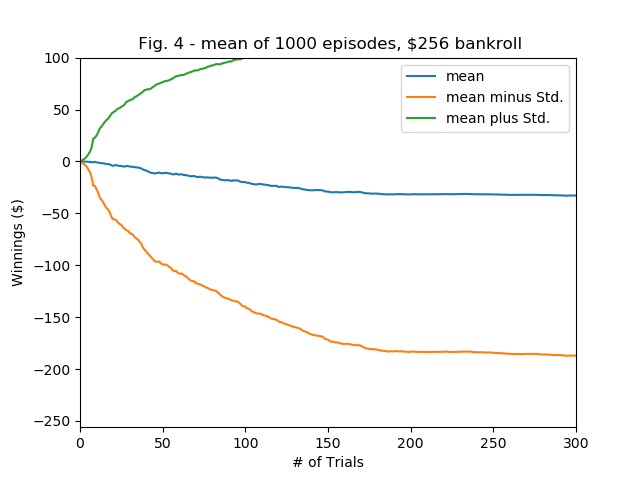 Fig. 4 - mean of 1000 episodes, $256 bankroll
mean
mean minus Std.
mean plus Std.
100
50
0
−50
−100
−150
−200
−250
Winnings ($)
0 50 100 150 200 250 300
# of Trials